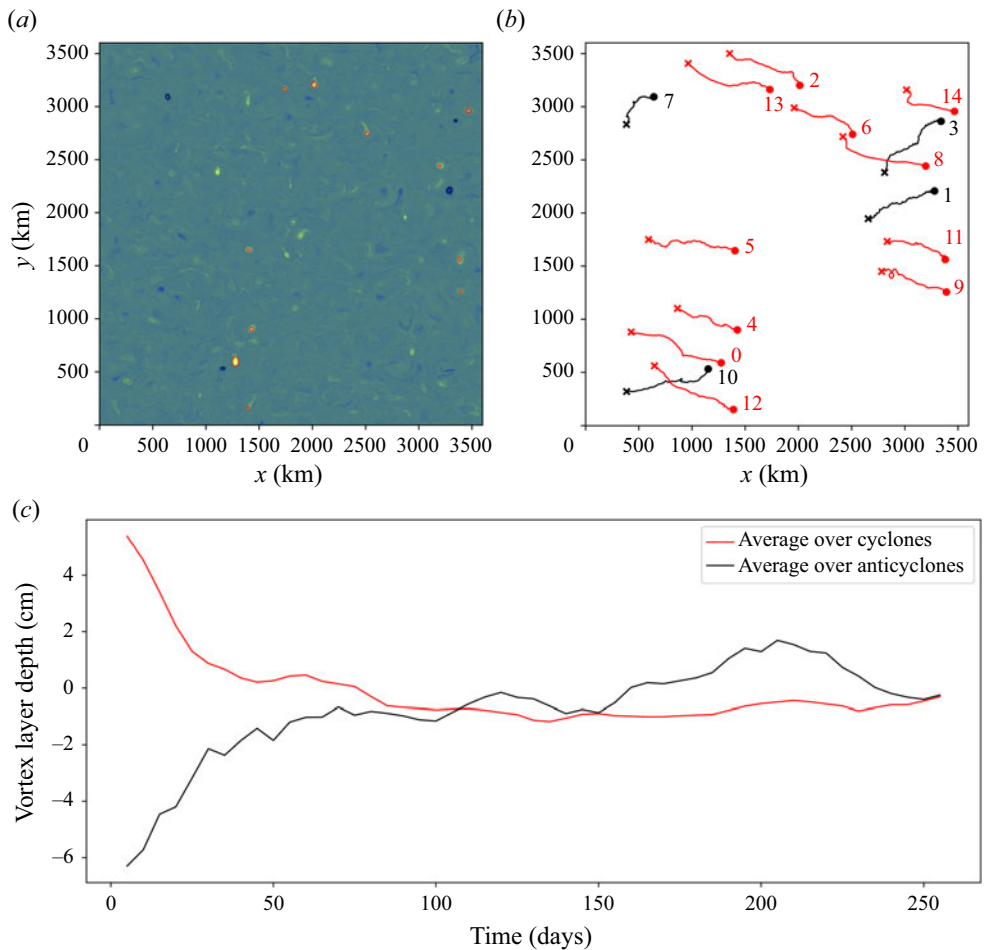 (a)
3500
3000
2500
2000
1500
1000
500
y (km)
0 500 1000 1500 2000 2500 3000 3500
x (km)
(b)
3500
3000
2500
2000
1500
1000
500
0 500 1000 1500 2000 2500 3000 3500
x (km)
2
13
7
14
3
6
8
1
11
5
9
4
0
10
12
(c)
Average over cyclones
Average over anticyclones
4
2
0
–2
–4
–6
Vortex layer depth (cm)
0 50 100 150 200 250
Time (days)